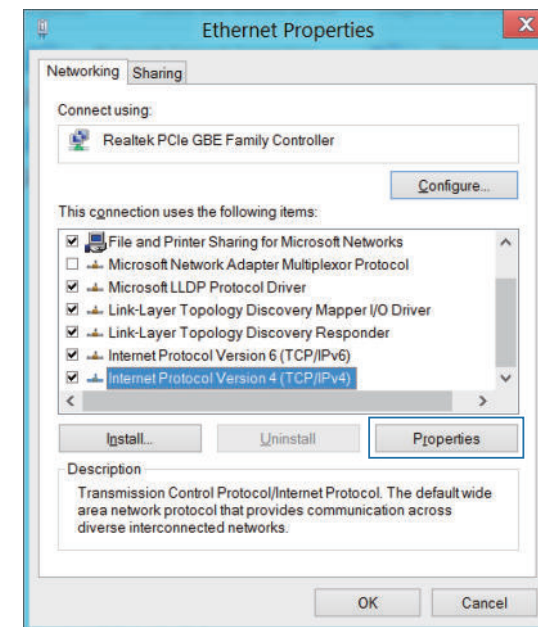 Ethernet Properties
X
Networking Sharing
Connect using:
Realtek PCIe GBE Family Controller
Configure...
This connection uses the following items:
File and Printer Sharing for Microsoft Networks
Microsoft Network Adapter Multiplexor Protocol
Microsoft LLDP Protocol Driver
Link-Layer Topology Discovery Mapper I/O Driver
Link-Layer Topology Discovery Responder
Internet Protocol Version 6 (TCP/IPv6)
Internet Protocol Version 4 (TCP/IPv4)
Install... Uninstall Properties
Description
Transmission Control Protocol/Internet Protocol. The default wide
area network protocol that provides communication across
diverse interconnected networks.
OK Cancel